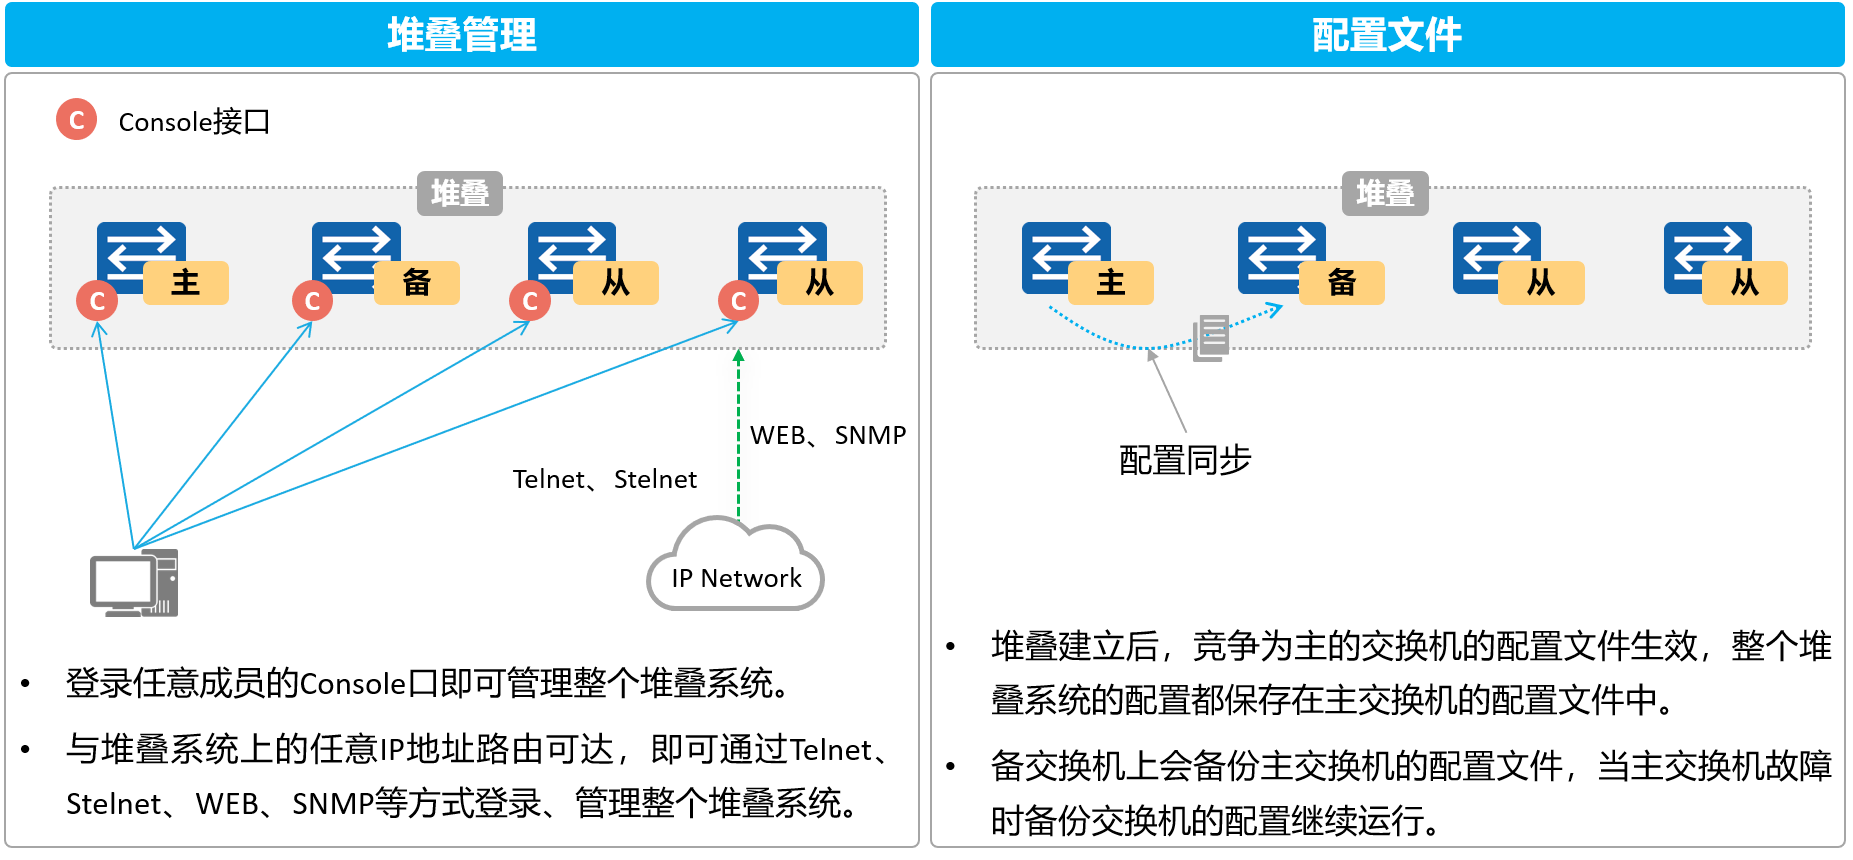 堆叠管理
C Console接口
堆叠
主 备 从 从
C C C C
WEB、SNMP
Telnet、Stelnet
IP Network
• 登录任意成员的Console口即可管理整个堆叠系统。
• 与堆叠系统上的任意IP地址路由可达，即可通过Telnet、
Stelnet、WEB、SNMP等方式登录、管理整个堆叠系统。
配置文件
堆叠
主 备 从 从
配置同步
• 堆叠建立后，竞争为主的交换机的配置文件生效，整个堆
叠系统的配置都保存在主交换机的配置文件中。
• 备交换机上会备份主交换机的配置文件，当主交换机故障
时备份交换机的配置继续运行。